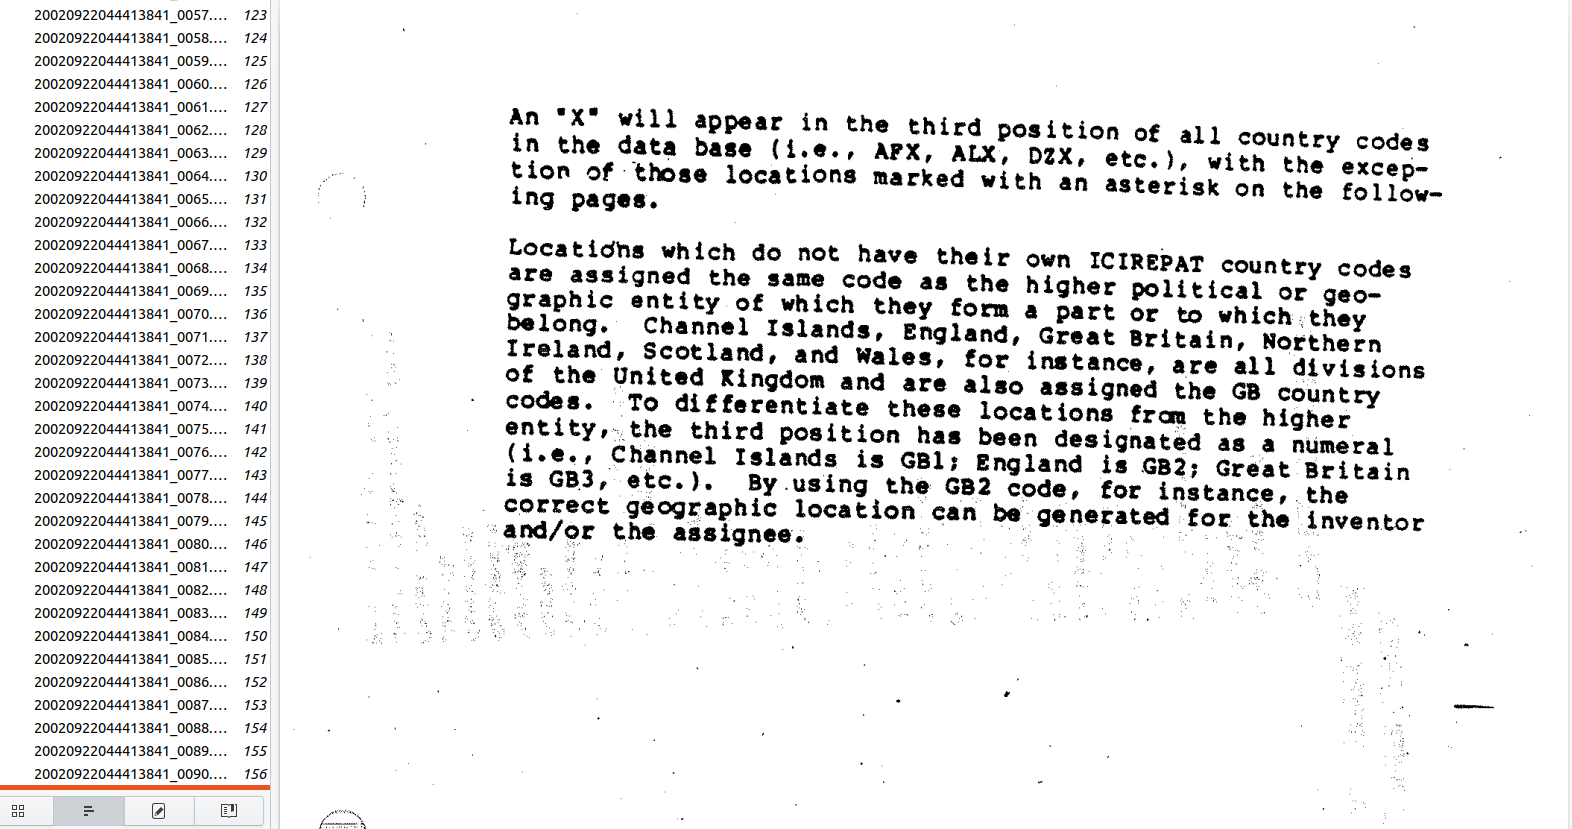 20020922044413841_0057.... 123
20020922044413841_0058.... 124
20020922044413841_0059.... 125
20020922044413841_0060.... 126
20020922044413841_0061.... 127
20020922044413841_0062.... 128
20020922044413841_0063.... 129
20020922044413841_0064.... 130
20020922044413841_0065.... 131
20020922044413841_0066.... 132
20020922044413841_0067.... 133
20020922044413841_0068.... 134
20020922044413841_0069.... 135
20020922044413841_0070.... 136
20020922044413841_0071.... 137
20020922044413841_0072.... 138
20020922044413841_0073.... 139
20020922044413841_0074.... 140
20020922044413841_0075.... 141
20020922044413841_0076.... 142
20020922044413841_0077.... 143
20020922044413841_0078.... 144
20020922044413841_0079.... 145
20020922044413841_0080.... 146
20020922044413841_0081.... 147
20020922044413841_0082.... 148
20020922044413841_0083.... 149
20020922044413841_0084.... 150
20020922044413841_0085.... 151
20020922044413841_0086.... 152
20020922044413841_0087.... 153
20020922044413841_0088.... 154
20020922044413841_0089.... 155
20020922044413841_0090.... 156
An "X" will appear in the third position of all country codes
in the data base (i.e., AFX, ALX, DZX, etc.), with the excep-
tion of those locations marked with an asterisk on the follow-
ing pages.
Locations which do not have their own ICIREPAT country codes
are assigned the same code as the higher political or geo-
graphic entity of which they form a part or to which they
belong. Channel Islands, England, Great Britain, Northern
Ireland, Scotland, and Wales, for instance, are all divisions
of the United Kingdom and are also assigned the GB country
codes. To differentiate these locations from the higher
entity, the third position has been designated as a numeral
(i.e., Channel Islands is GB1; England is GB2; Great Britain
is GB3, etc.). By using the GB2 code, for instance, the
correct geographic location can be generated for the inventor
and/or the assignee.